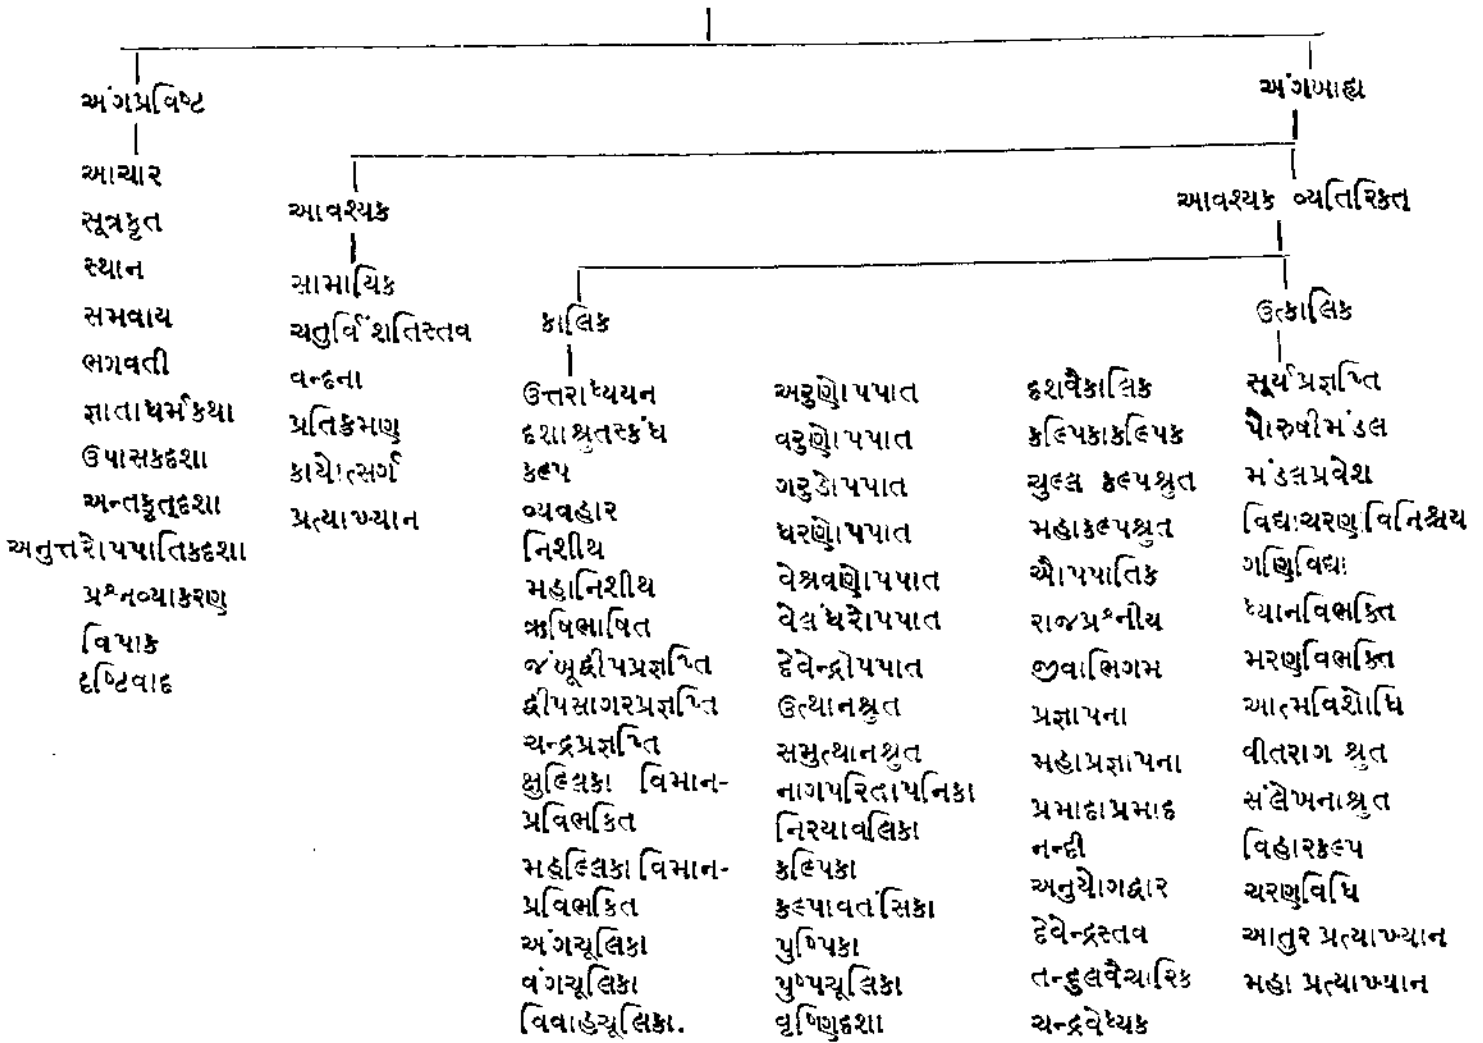 અંગપ્રવિષ્ટ
અંગબાહ્ય
આચાર
સૂત્રકૃત
સ્થાન
સમવાય
ભગવતી
જ્ઞાતાધર્મકથા
ઉપાસકદશા
અન્તકૃત્દશા
અનુત્તરોપપાતિકદશા
પ્રશ્નવ્યાકરણ
વિપાક
દૃષ્ટિવાદ
આવશ્યક
સામાયિક
ચતુર્વિંશતિસ્તવ
વન્દના
પ્રતિક્રમણ
કાયોત્સર્ગ
પ્રત્યાખ્યાન
આવશ્યક વ્યતિરિક્ત
કાલિક
ઉત્તરાધ્યયન
દશાશ્રુતસ્કંધ
કલ્પ
વ્યવહાર
નિશીથ
મહાનિશીથ
ઋષિભાષિત
જંબૂદ્વીપપ્રજ્ઞપ્તિ
દ્વીપસાગરપ્રજ્ઞપ્તિ
ચન્દ્રપ્રજ્ઞપ્તિ
ક્ષુલ્લિકા વિમાન-
પ્રવિભકિત
મહલ્લિકા વિમાન-
પ્રવિભકિત
અંગચૂલિકા
વંગચૂલિકા
વિવાહચૂલિકા.
અરુણોપપાત
વરુણોપપાત
ગરુડોપપાત
ધરણોપપાત
વેશ્રવણોપપાત
વેલંધરોપપાત
દેવેન્દ્રોપપાત
ઉત્થાનશ્રુત
સમુત્થાનશ્રુત
નાગપરિતાપનિકા
નિરયાવલિકા
કલ્પિકા
કલ્પાવતંસિકા
પુષ્પિકા
પુષ્પચૂલિકા
વૃષ્ણિદશા
ઉત્કાલિક
દશવૈકાલિક
કલ્પિકાકલ્પિક
ચુલ્લ કલ્પશ્રુત
મહાકલ્પશ્રુત
ઔપપાતિક
રાજપ્રશ્નીય
જીવાભિગમ
પ્રજ્ઞાપના
મહાપ્રજ્ઞાપના
પ્રમાદાપ્રમાદ
નન્દી
અનુયોગદ્વાર
દેવેન્દ્રસ્તવ
તન્દુલવૈચારિક
ચન્દ્રવેધ્યક
સૂર્યપ્રજ્ઞપ્તિ
પૌરુષીમંડલ
મંડલપ્રવેશ
વિદ્યાચરણ વિનિશ્ચય
ગણિવિદ્યા
ધ્યાનવિભક્તિ
મરણવિભક્તિ
આત્મવિશોધિ
વીતરાગ શ્રુત
સંલેખનાશ્રુત
વિહારકલ્પ
ચરણવિધિ
આતુર પ્રત્યાખ્યાન
મહા પ્રત્યાખ્યાન